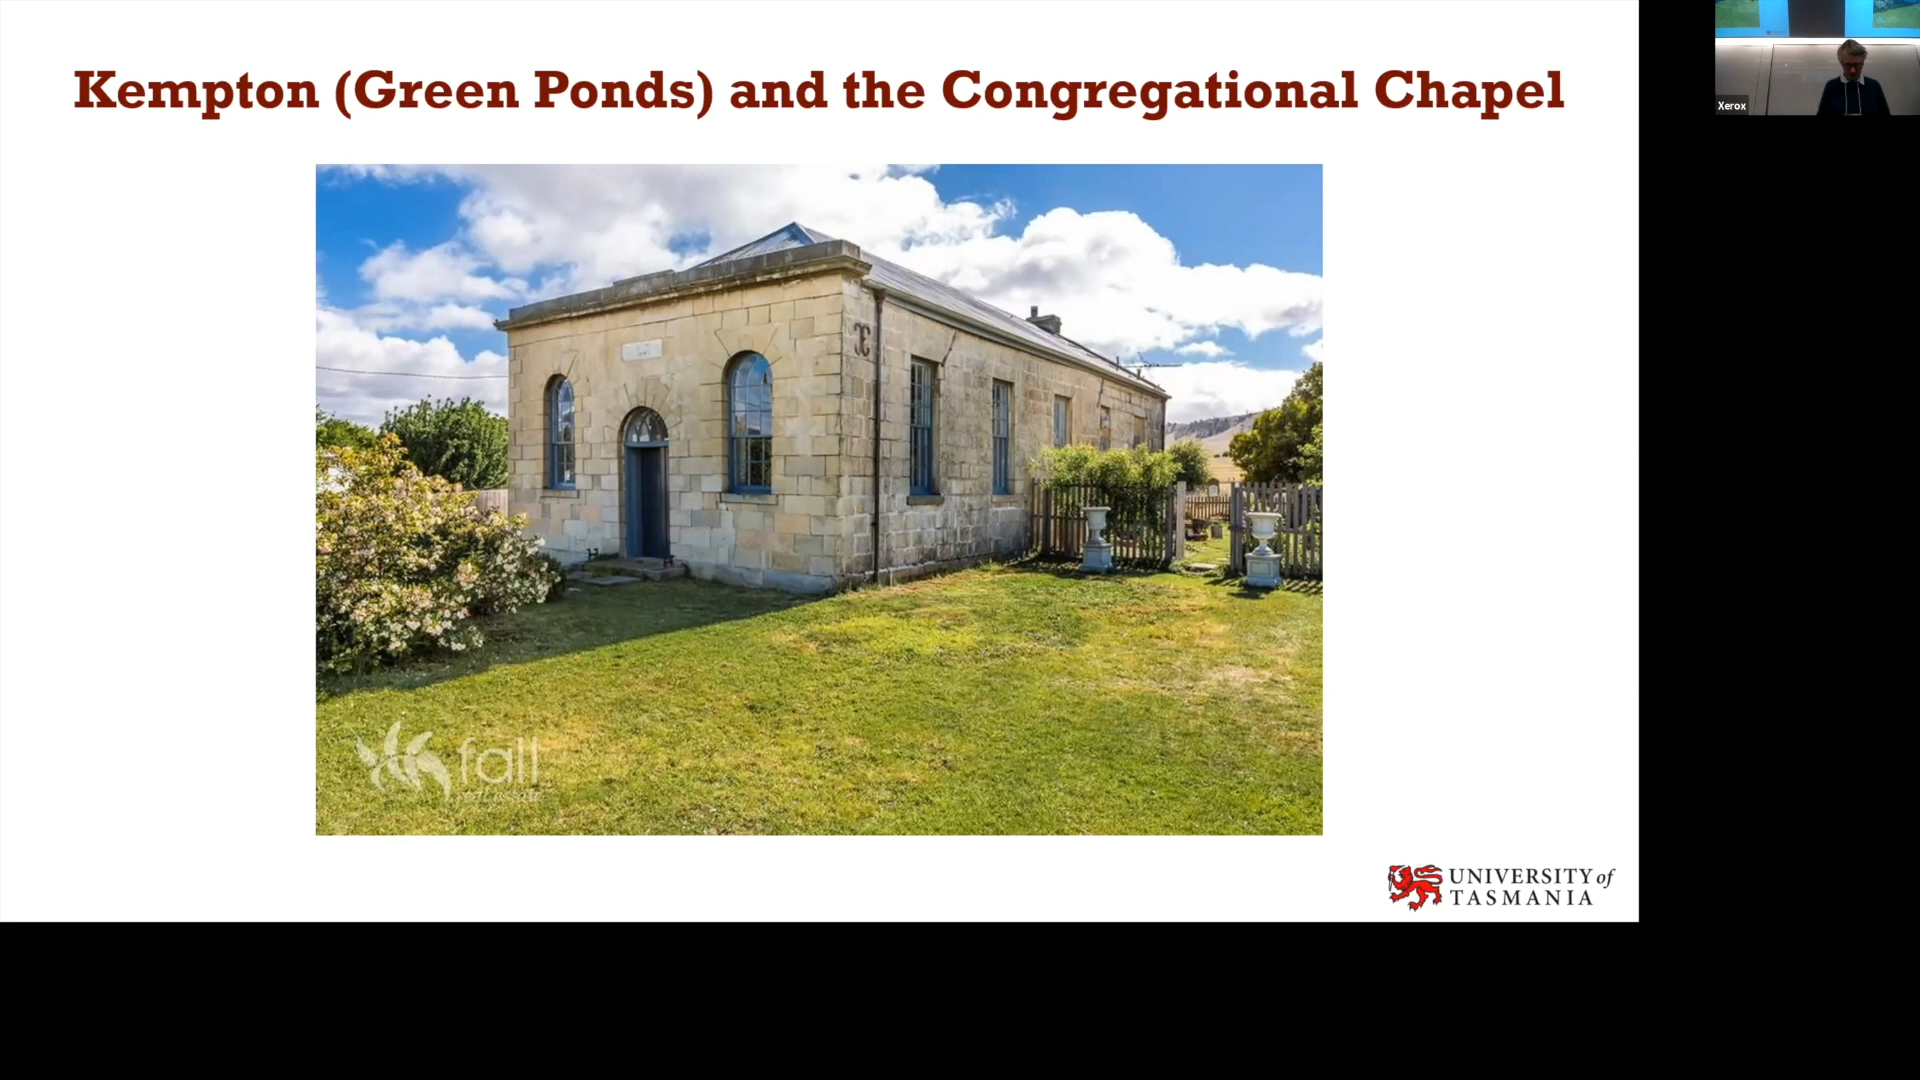 Kempton (Green Ponds) and the Congregational Chapel
Xerox
fall
UNIVERSITY of
TASMANIA